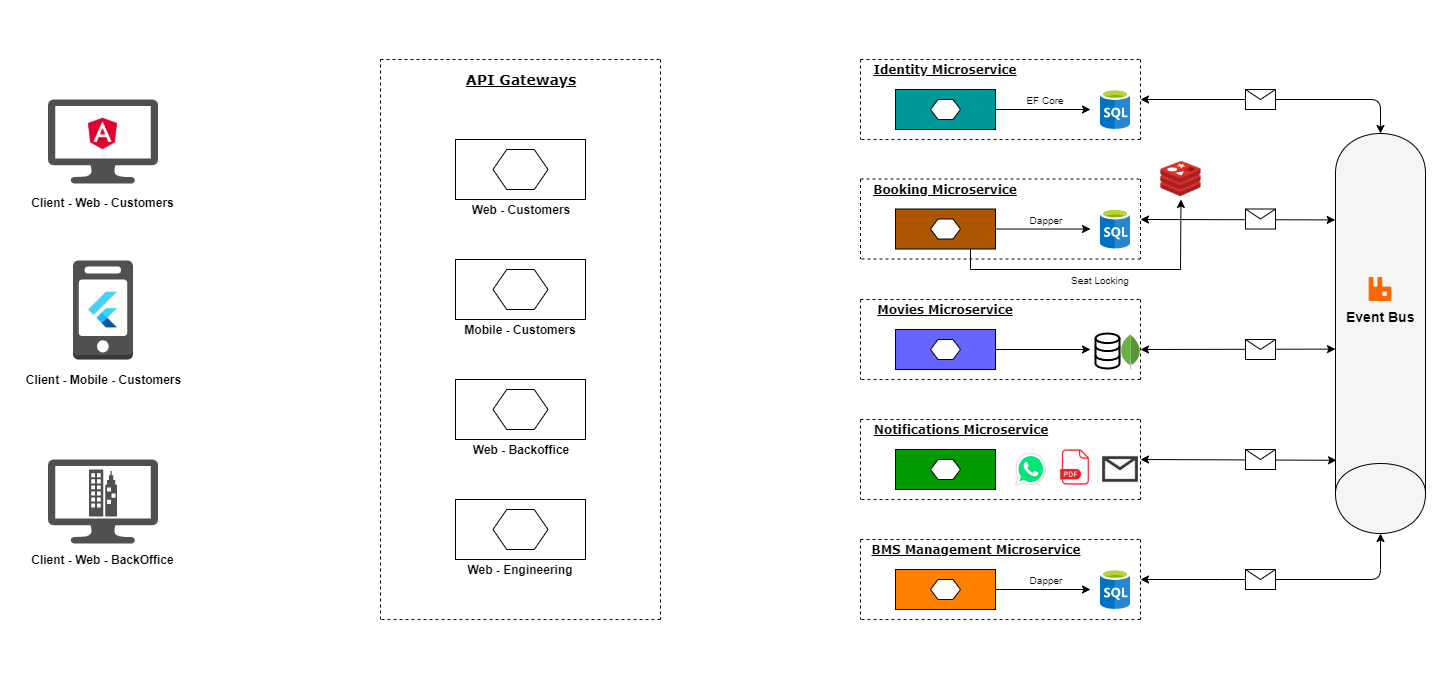 Client - Web - Customers
Client - Mobile - Customers
Client - Web - BackOffice
API Gateways
Web - Customers
Mobile - Customers
Web - Backoffice
Web - Engineering
Identity Microservice
EF Core
SQL
Booking Microservice
Dapper
SQL
Seat Locking
Movies Microservice
Notifications Microservice
PDF
BMS Management Microservice
Dapper
SQL
Event Bus